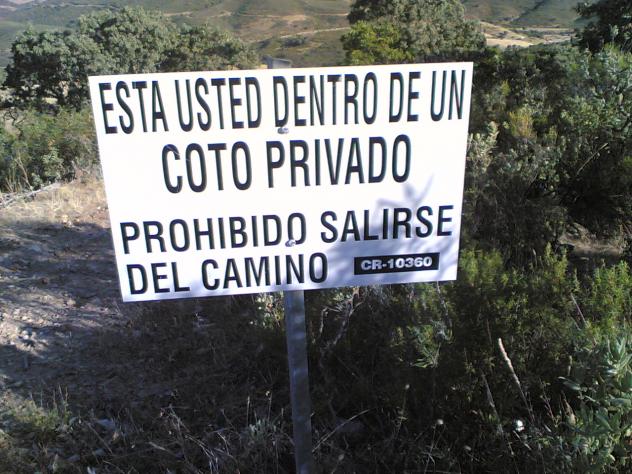 ESTA USTED DENTRO DE UN
COTO PRIVADO
PROHIBIDO SALIRSE
DEL CAMINO CR-10360